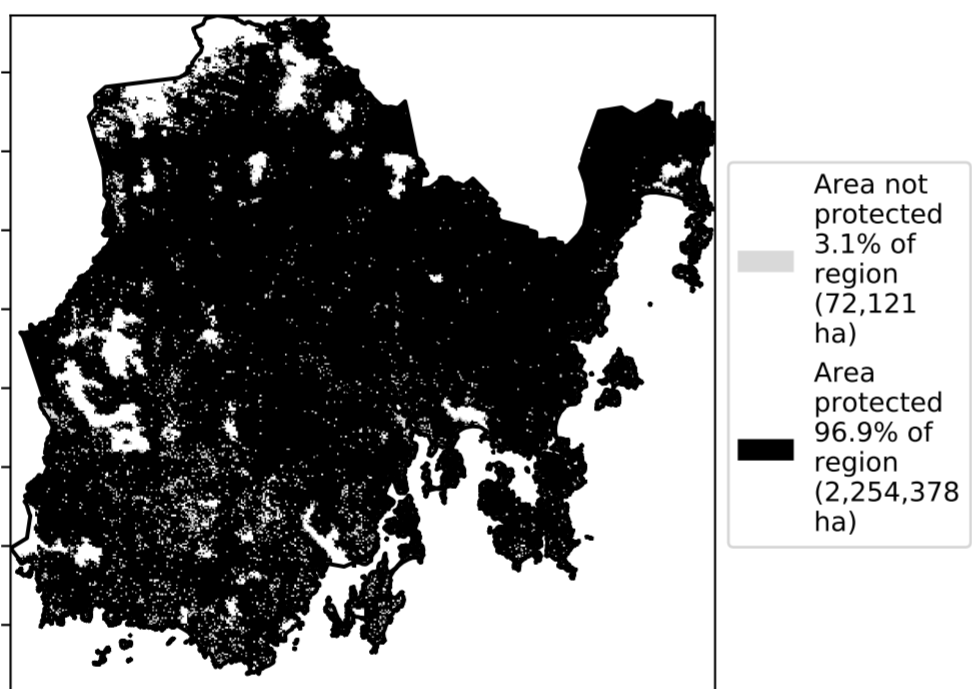 Area not
protected
3.1% of
region
(72,121
ha)
Area
protected
96.9% of
region
(2,254,378
ha)